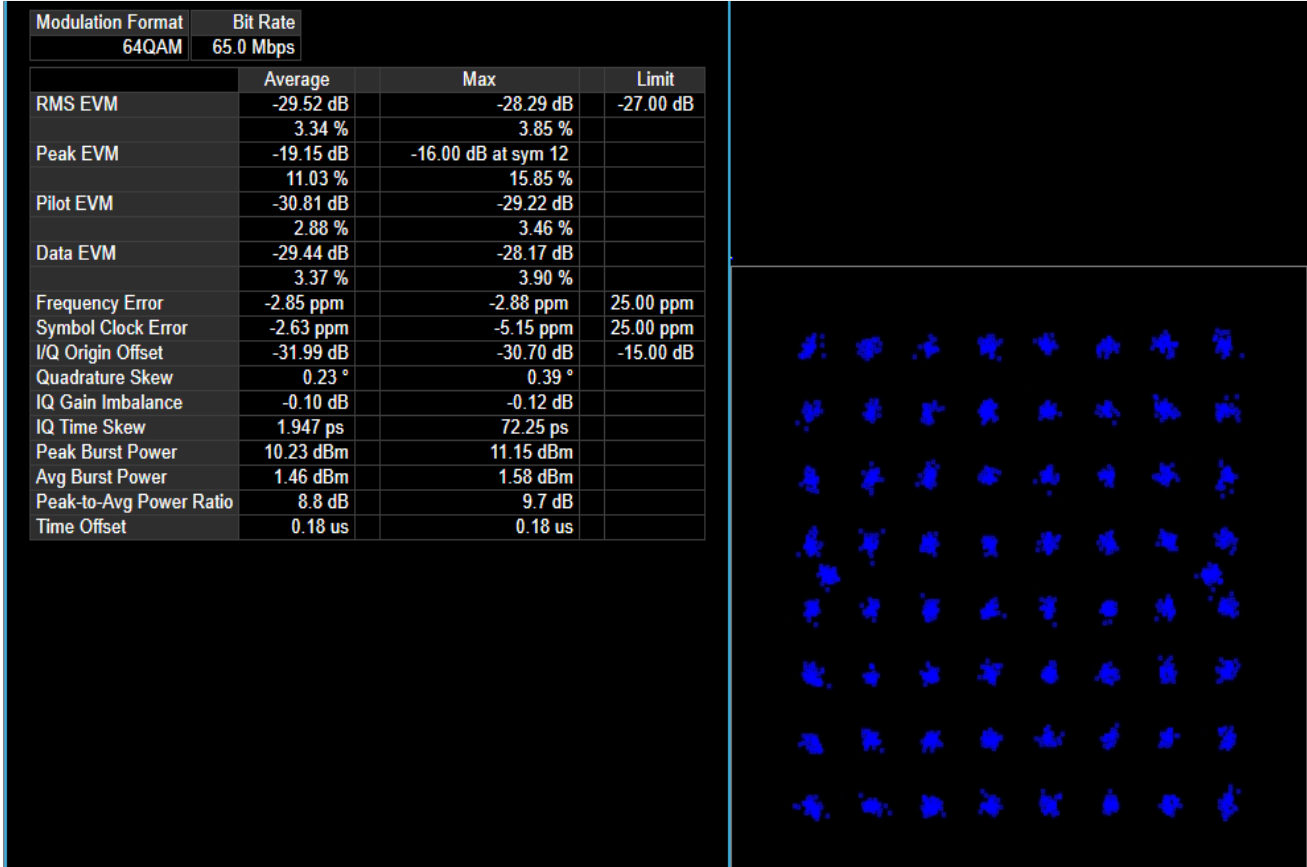 Modulation Format Bit Rate
64QAM 65.0 Mbps
Average Max Limit
RMS EVM -29.52 dB -28.29 dB -27.00 dB
3.34 % 3.85 %
Peak EVM -19.15 dB -16.00 dB at sym 12
11.03 % 15.85 %
Pilot EVM -30.81 dB -29.22 dB
2.88 % 3.46 %
Data EVM -29.44 dB -28.17 dB
3.37 % 3.90 %
Frequency Error -2.85 ppm -2.88 ppm 25.00 ppm
Symbol Clock Error -2.63 ppm -5.15 ppm 25.00 ppm
I/Q Origin Offset -31.99 dB -30.70 dB -15.00 dB
Quadrature Skew 0.23 ° 0.39 °
IQ Gain Imbalance -0.10 dB -0.12 dB
IQ Time Skew 1.947 ps 72.25 ps
Peak Burst Power 10.23 dBm 11.15 dBm
Avg Burst Power 1.46 dBm 1.58 dBm
Peak-to-Avg Power Ratio 8.8 dB 9.7 dB
Time Offset 0.18 us 0.18 us